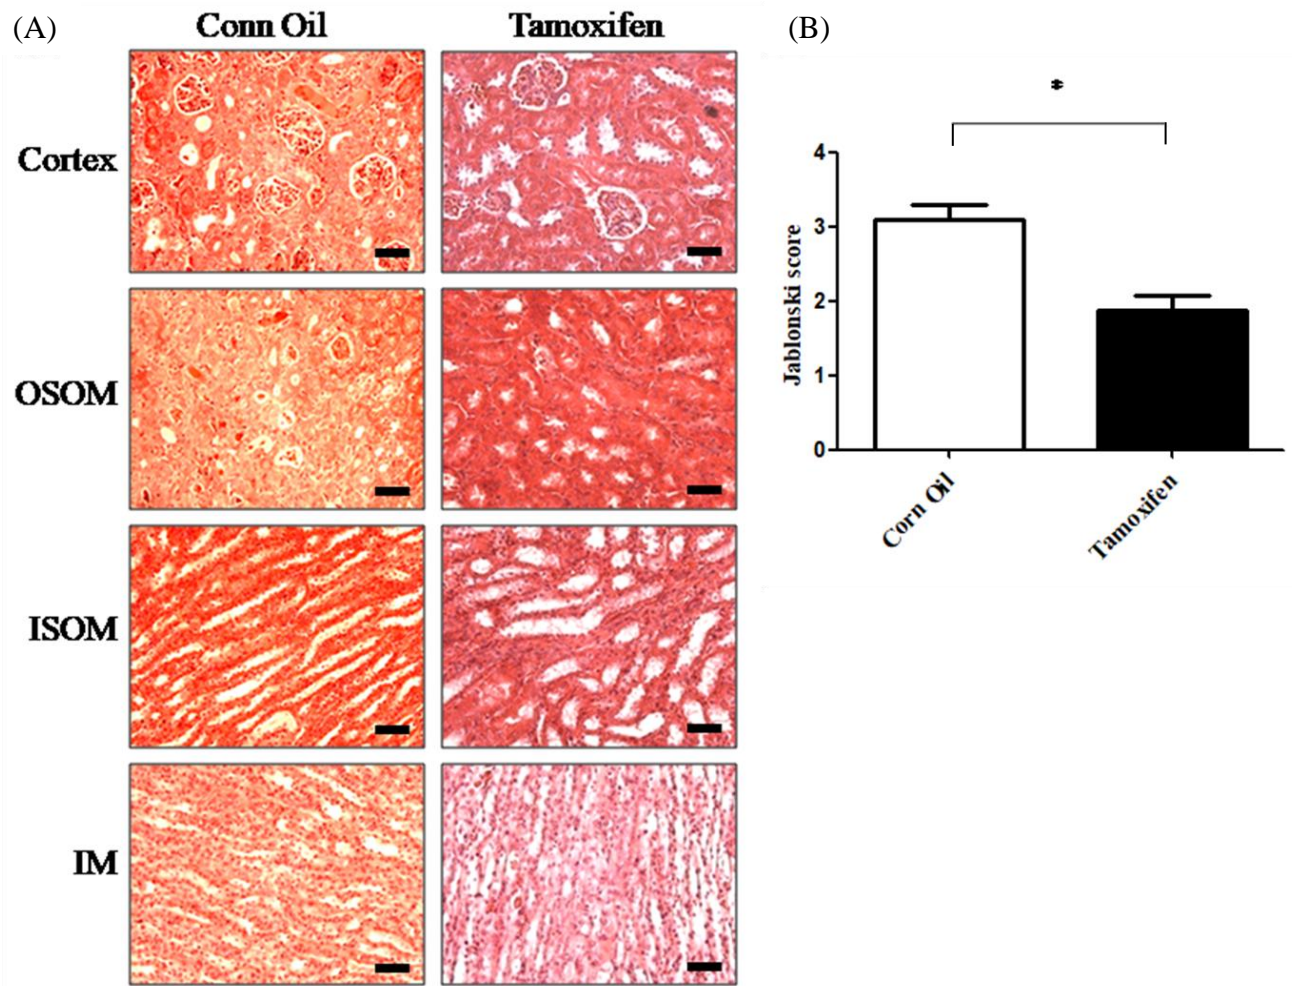 (A)
Conn Oil
Tamoxifen
Cortex
OSOM
ISOM
IM
(B)
*
Jablonski score
4
3
2
1
0
Corn Oil
Tamoxifen